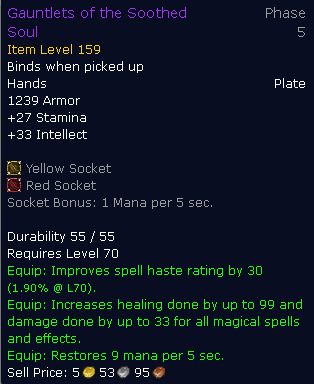 Gauntlets of the Soothed Phase
Soul 5
Item Level 159
Binds when picked up
Hands Plate
1239 Armor
+27 Stamina
+33 Intellect
Yellow Socket
Red Socket
Socket Bonus: 1 Mana per 5 sec.
Durability 55 / 55
Requires Level 70
Equip: Improves spell haste rating by 30
(1.90% @ L70).
Equip: Increases healing done by up to 99 and
damage done by up to 33 for all magical spells
and effects.
Equip: Restores 9 mana per 5 sec.
Sell Price: 5 53 95